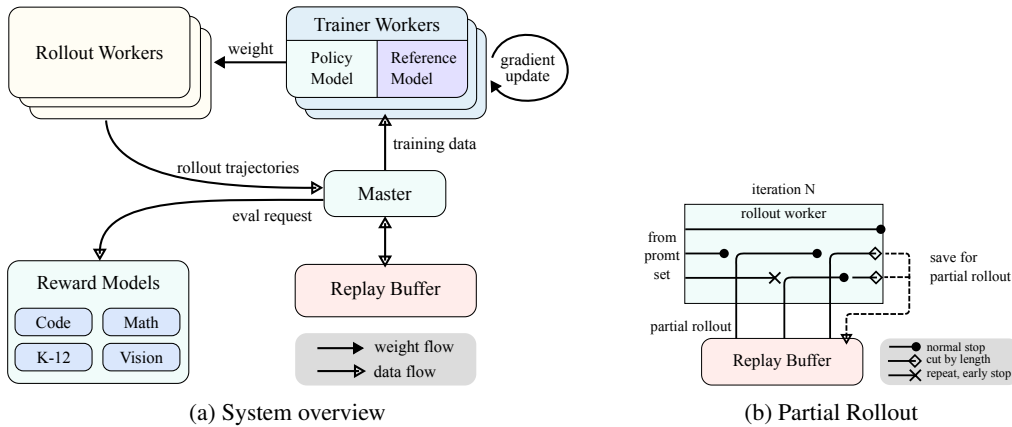 Rollout Workers
weight
Trainer Workers
Policy
Model
Reference
Model
gradient
update
rollout trajectories
training data
Master
eval request
Reward Models
Code
Math
K-12
Vision
Replay Buffer
weight flow
data flow
(a) System overview
iteration N
rollout worker
from
promt
set
save for
partial rollout
partial rollout
Replay Buffer
normal stop
cut by length
repeat, early stop
(b) Partial Rollout